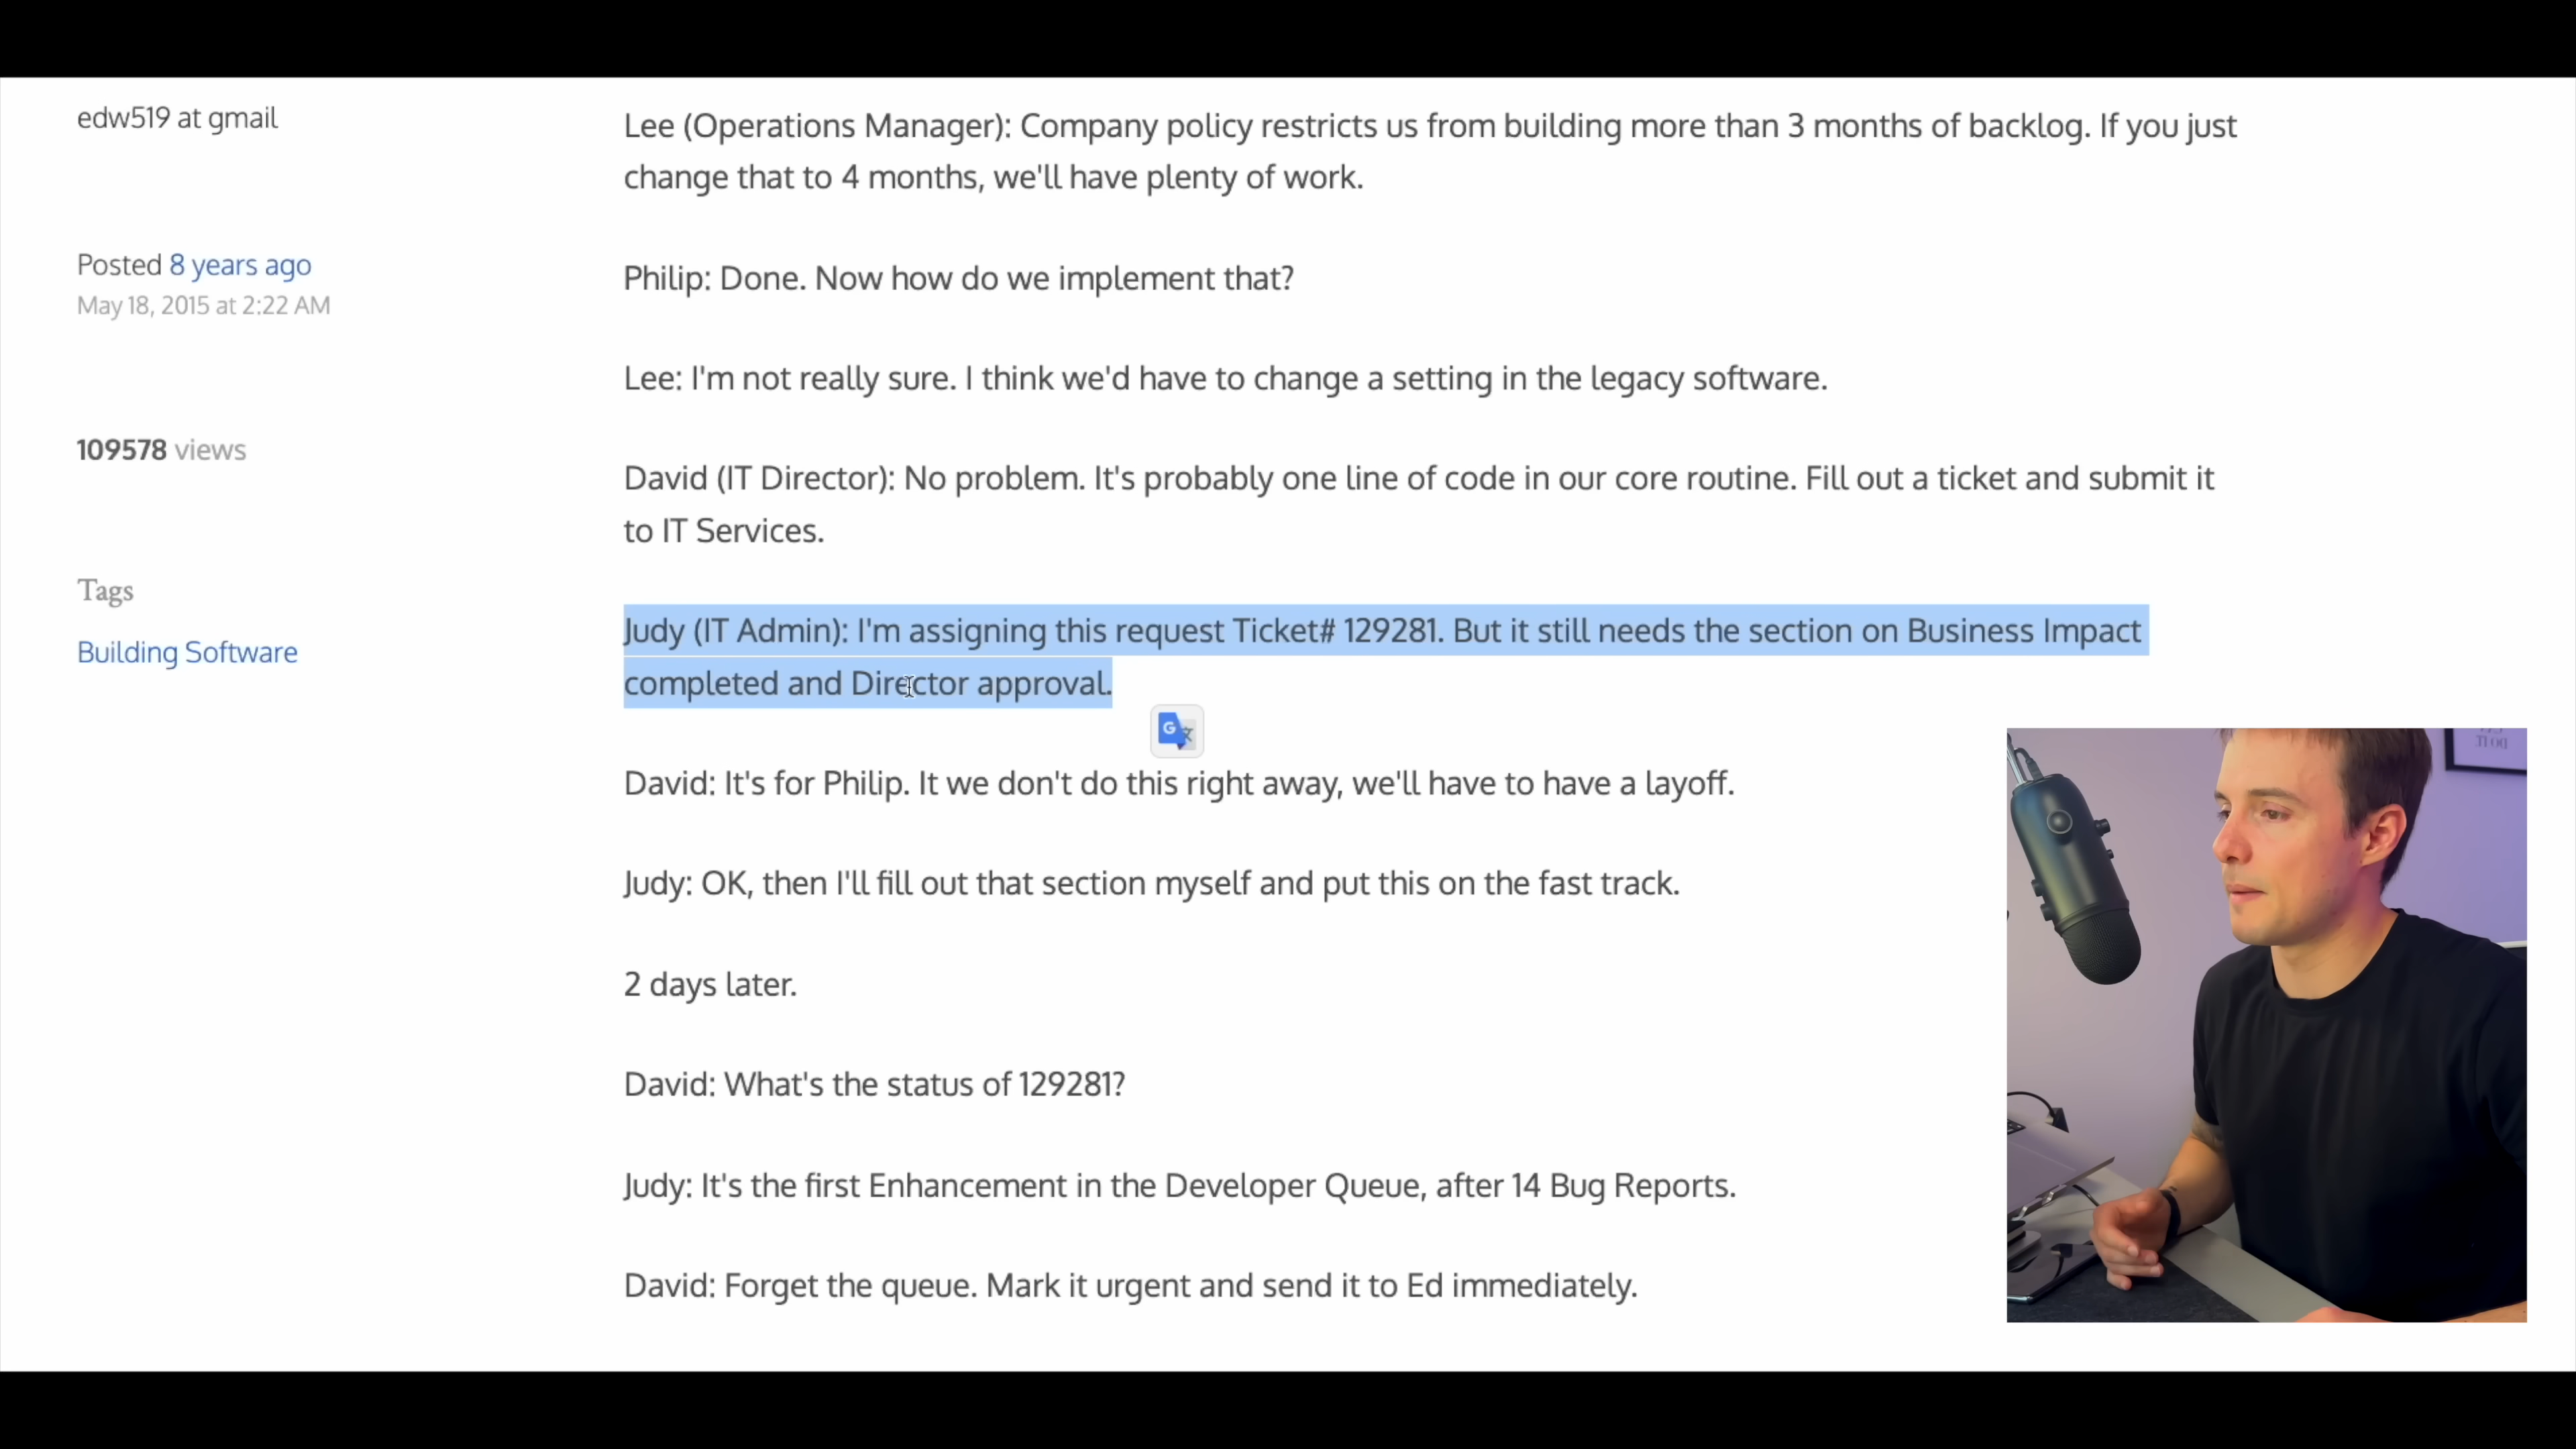 edw519 at gmail
Posted 8 years ago
May 18, 2015 at 2:22 AM
109578 views
Tags
Building Software
Lee (Operations Manager): Company policy restricts us from building more than 3 months of backlog. If you just
change that to 4 months, we'll have plenty of work.
Philip: Done. Now how do we implement that?
Lee: I'm not really sure. I think we'd have to change a setting in the legacy software.
David (IT Director): No problem. It's probably one line of code in our core routine. Fill out a ticket and submit it
to IT Services.
Judy (IT Admin): I'm assigning this request Ticket# 129281. But it still needs the section on Business Impact
completed and Director approval.
David: It's for Philip. It we don't do this right away, we'll have to have a layoff.
Judy: OK, then I'll fill out that section myself and put this on the fast track.
2 days later.
David: What's the status of 129281?
Judy: It's the first Enhancement in the Developer Queue, after 14 Bug Reports.
David: Forget the queue. Mark it urgent and send it to Ed immediately.